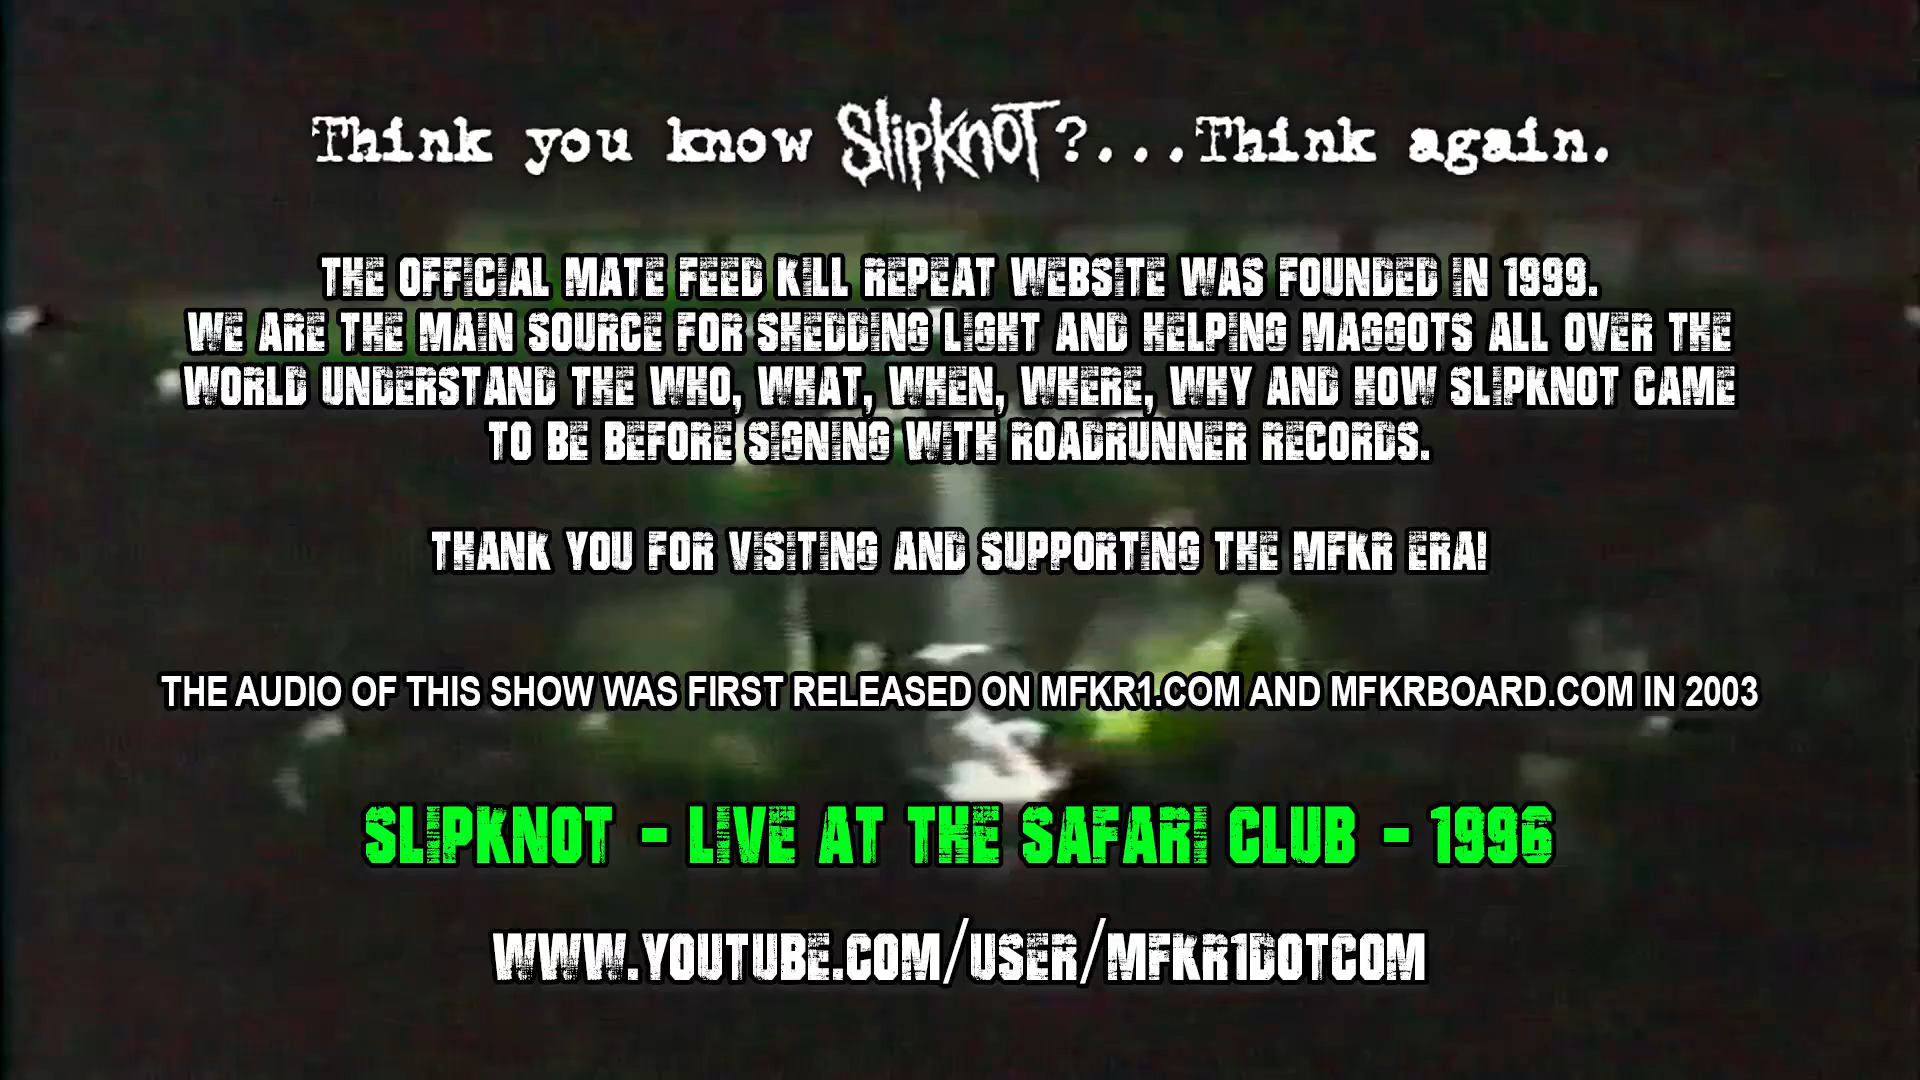 Think you know SlipKnoT?...Think again.
THE OFFICIAL MATE FEED KILL REPEAT WEBSITE WAS FOUNDED IN 1999.
WE ARE THE MAIN SOURCE FOR SHEDDING LIGHT AND HELPING MAGGOTS ALL OVER THE
WORLD UNDERSTAND THE WHO, WHAT, WHEN, WHERE, WHY AND HOW SLIPKNOT CAME
TO BE BEFORE SIGNING WITH ROADRUNNER RECORDS.
THANK YOU FOR VISITING AND SUPPORTING THE MFKR ERA!
THE AUDIO OF THIS SHOW WAS FIRST RELEASED ON MFKR1.COM AND MFKRBOARD.COM IN 2003
SLIPKNOT - LIVE AT THE SAFARI CLUB - 1996
WWW.YOUTUBE.COM/USER/MFKR1DOTCOM